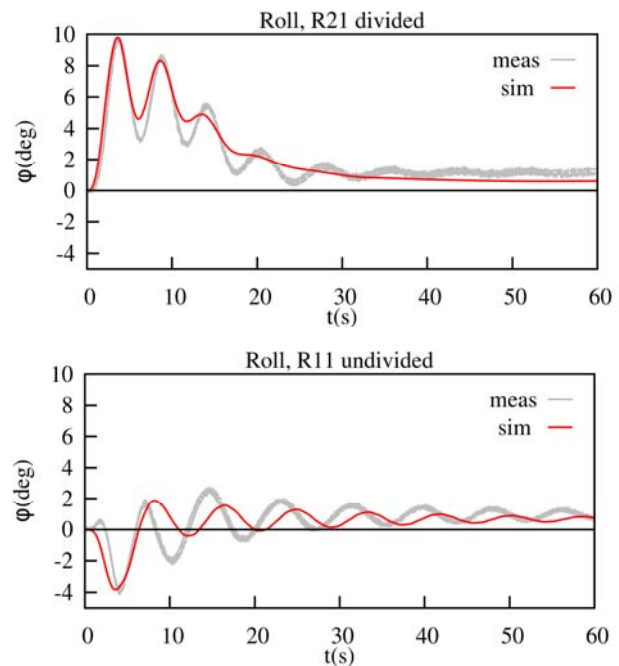 Roll, R21 divided
10
8
6
4
2
0
-2
-4
φ(deg)
meas
sim
0 10 20 30 40 50 60
t(s)
Roll, R11 undivided
10
8
6
4
2
0
-2
-4
φ(deg)
meas
sim
0 10 20 30 40 50 60
t(s)